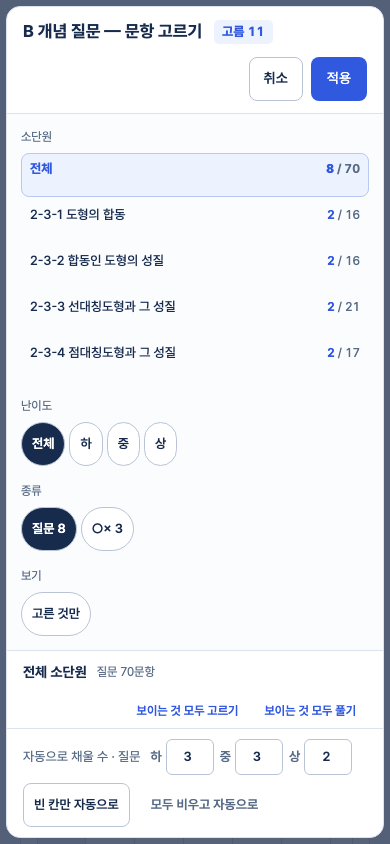 B 개념 질문 — 문항 고르기 고름 11
취소 적용
소단원
전체 8 / 70
2-3-1 도형의 합동 2 / 16
2-3-2 합동인 도형의 성질 2 / 16
2-3-3 선대칭도형과 그 성질 2 / 21
2-3-4 점대칭도형과 그 성질 2 / 17
난이도
전체 하 중 상
종류
질문 8 ○× 3
보기
고른 것만
전체 소단원 질문 70문항
보이는 것 모두 고르기 보이는 것 모두 풀기
자동으로 채울 수 · 질문 하 3 중 3 상 2
빈 칸만 자동으로 모두 비우고 자동으로